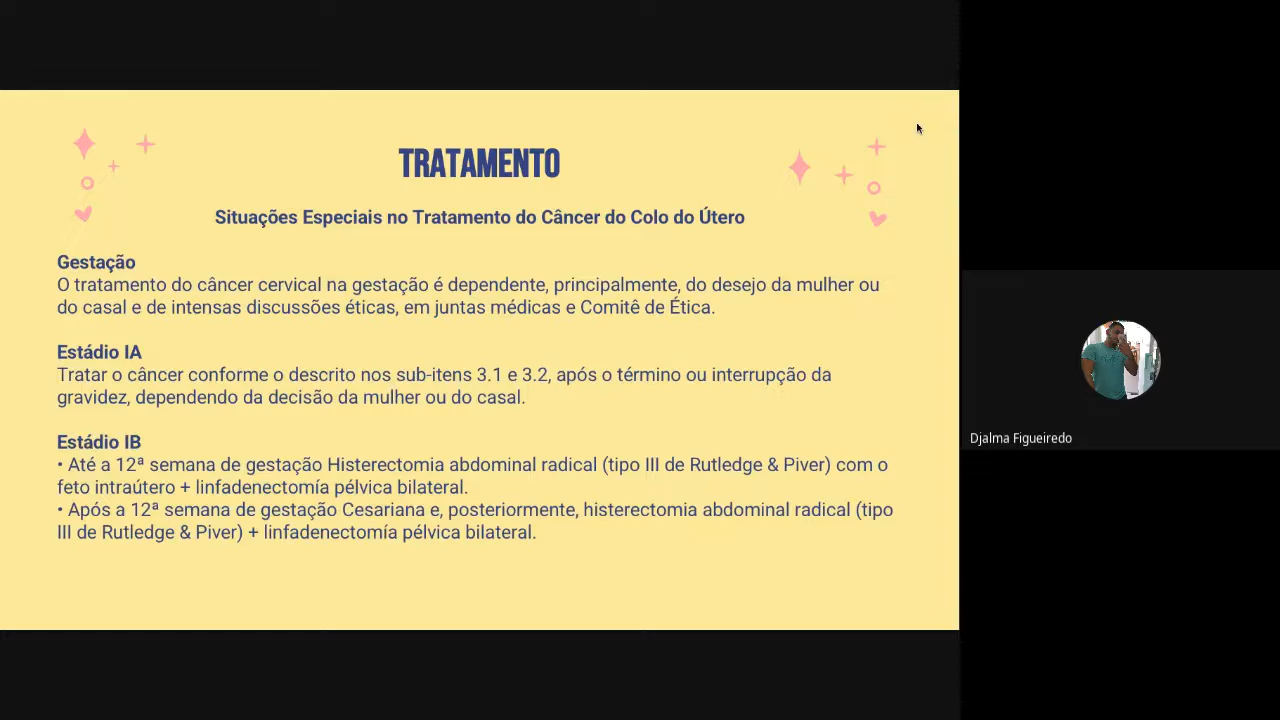 TRATAMENTO
Situações Especiais no Tratamento do Câncer do Colo do Útero
Gestação
O tratamento do câncer cervical na gestação é dependente, principalmente, do desejo da mulher ou
do casal e de intensas discussões éticas, em juntas médicas e Comitê de Ética.
Estádio IA
Tratar o câncer conforme o descrito nos sub-itens 3.1 e 3.2, após o término ou interrupção da
gravidez, dependendo da decisão da mulher ou do casal.
Estádio IB
• Até a 12ª semana de gestação Histerectomia abdominal radical (tipo III de Rutledge & Piver) com o
feto intraútero + linfadenectomía pélvica bilateral.
• Após a 12ª semana de gestação Cesariana e, posteriormente, histerectomia abdominal radical (tipo
III de Rutledge & Piver) + linfadenectomía pélvica bilateral.
Djalma Figueiredo